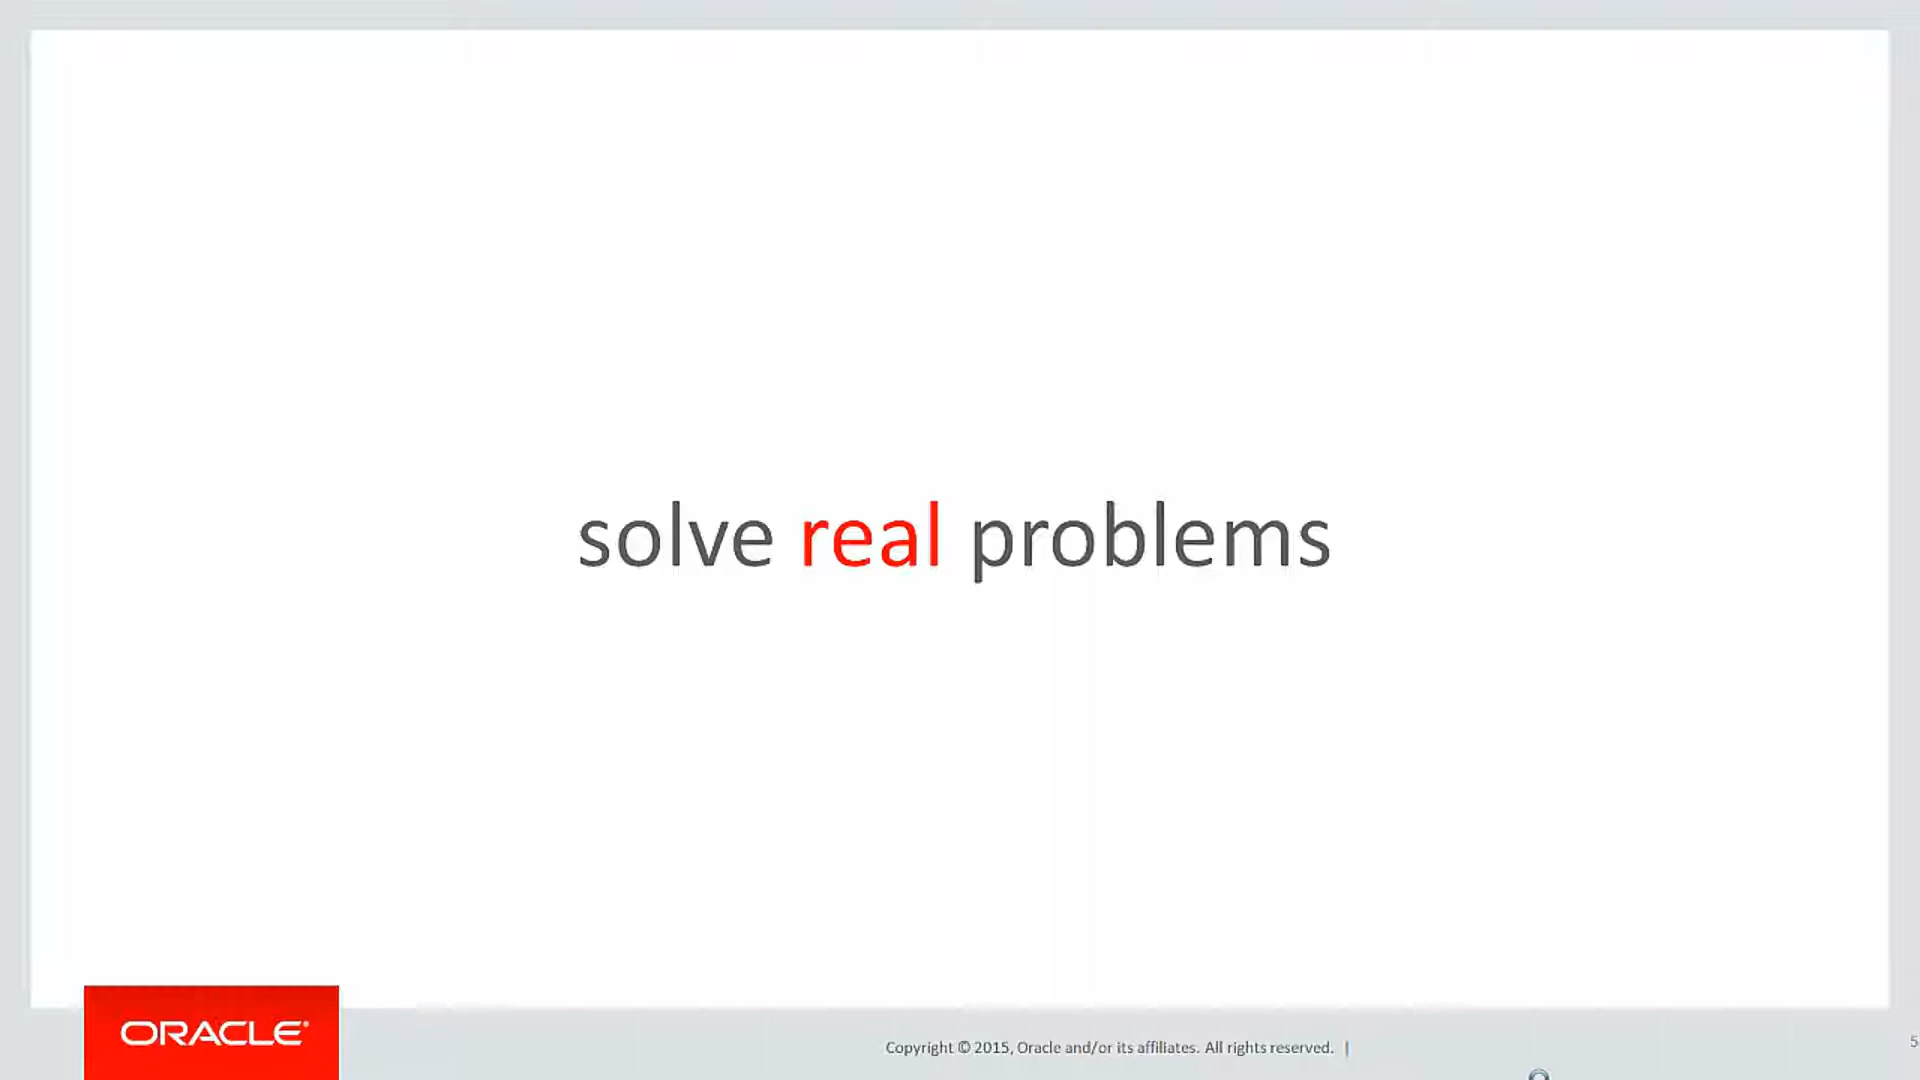 solve real problems
ORACLE®
Copyright © 2015, Oracle and/or its affiliates. All rights reserved. |
5